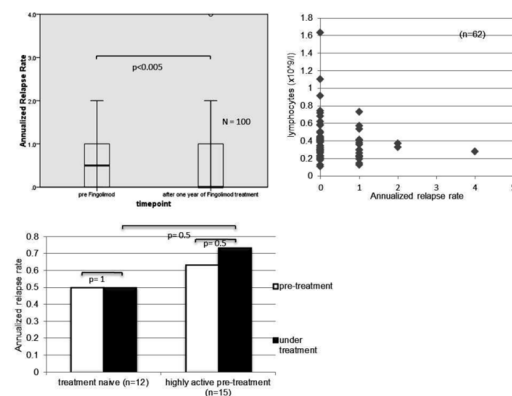 4.0
3.0
2.0
1.0
.0
Annualized Relapse Rate
p<0.005
N = 100
pre Fingolimod
after one year of Fingolimod treatment
timepoint
1.8
1.6
1.4
1.2
1
0.8
0.6
0.4
0.2
0
lymphocytes (x10^9/l)
(n=62)
0 1 2 3 4 5
Annualized relapse rate
0.8
0.7
0.6
0.5
0.4
0.3
0.2
0.1
0
Annualized relapse rate
p= 0.5
p= 0.5
p= 1
pre-treatment
under
treatment
treatment naive (n=12)
highly active pre-treatment
(n=15)